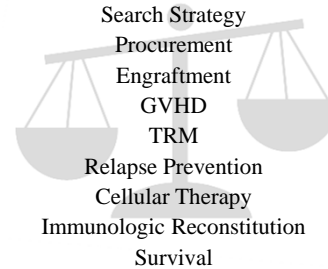 Search Strategy
Procurement
Engraftment
GVHD
TRM
Relapse Prevention
Cellular Therapy
Immunologic Reconstitution
Survival